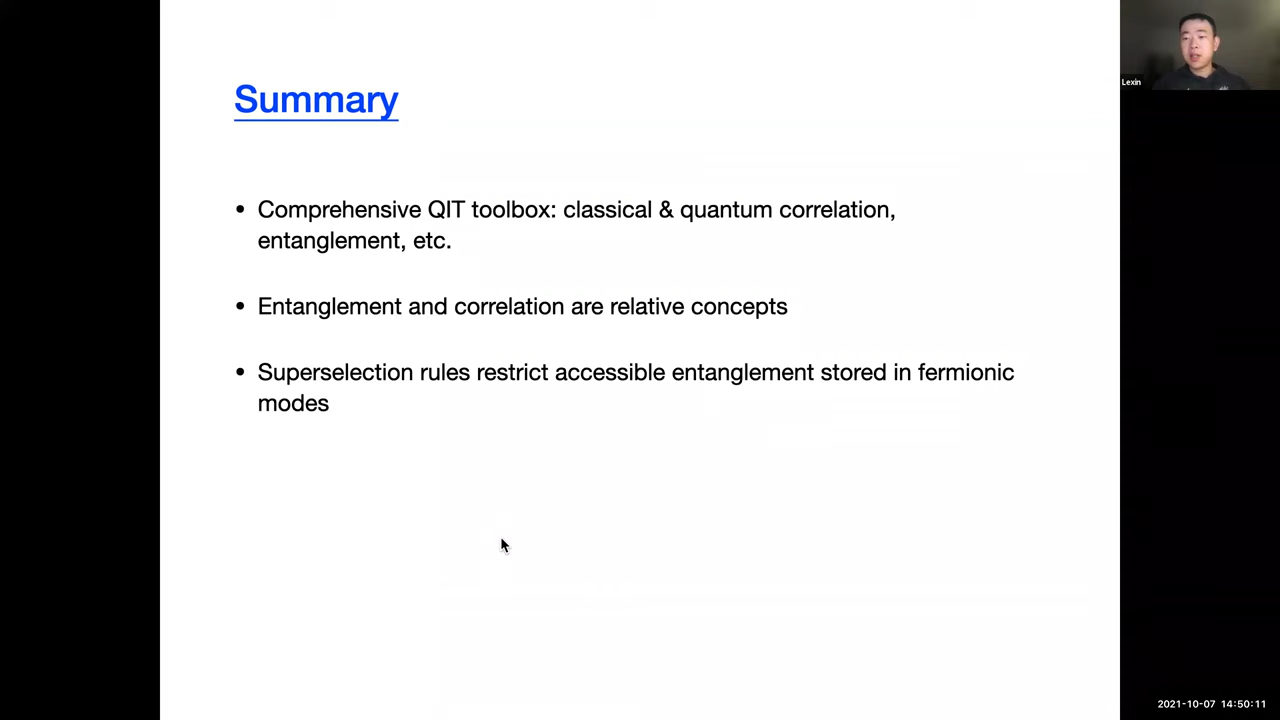 Summary
• Comprehensive QIT toolbox: classical & quantum correlation,
entanglement, etc.
• Entanglement and correlation are relative concepts
• Superselection rules restrict accessible entanglement stored in fermionic
modes
Lexin
2021-10-07 14:50:11